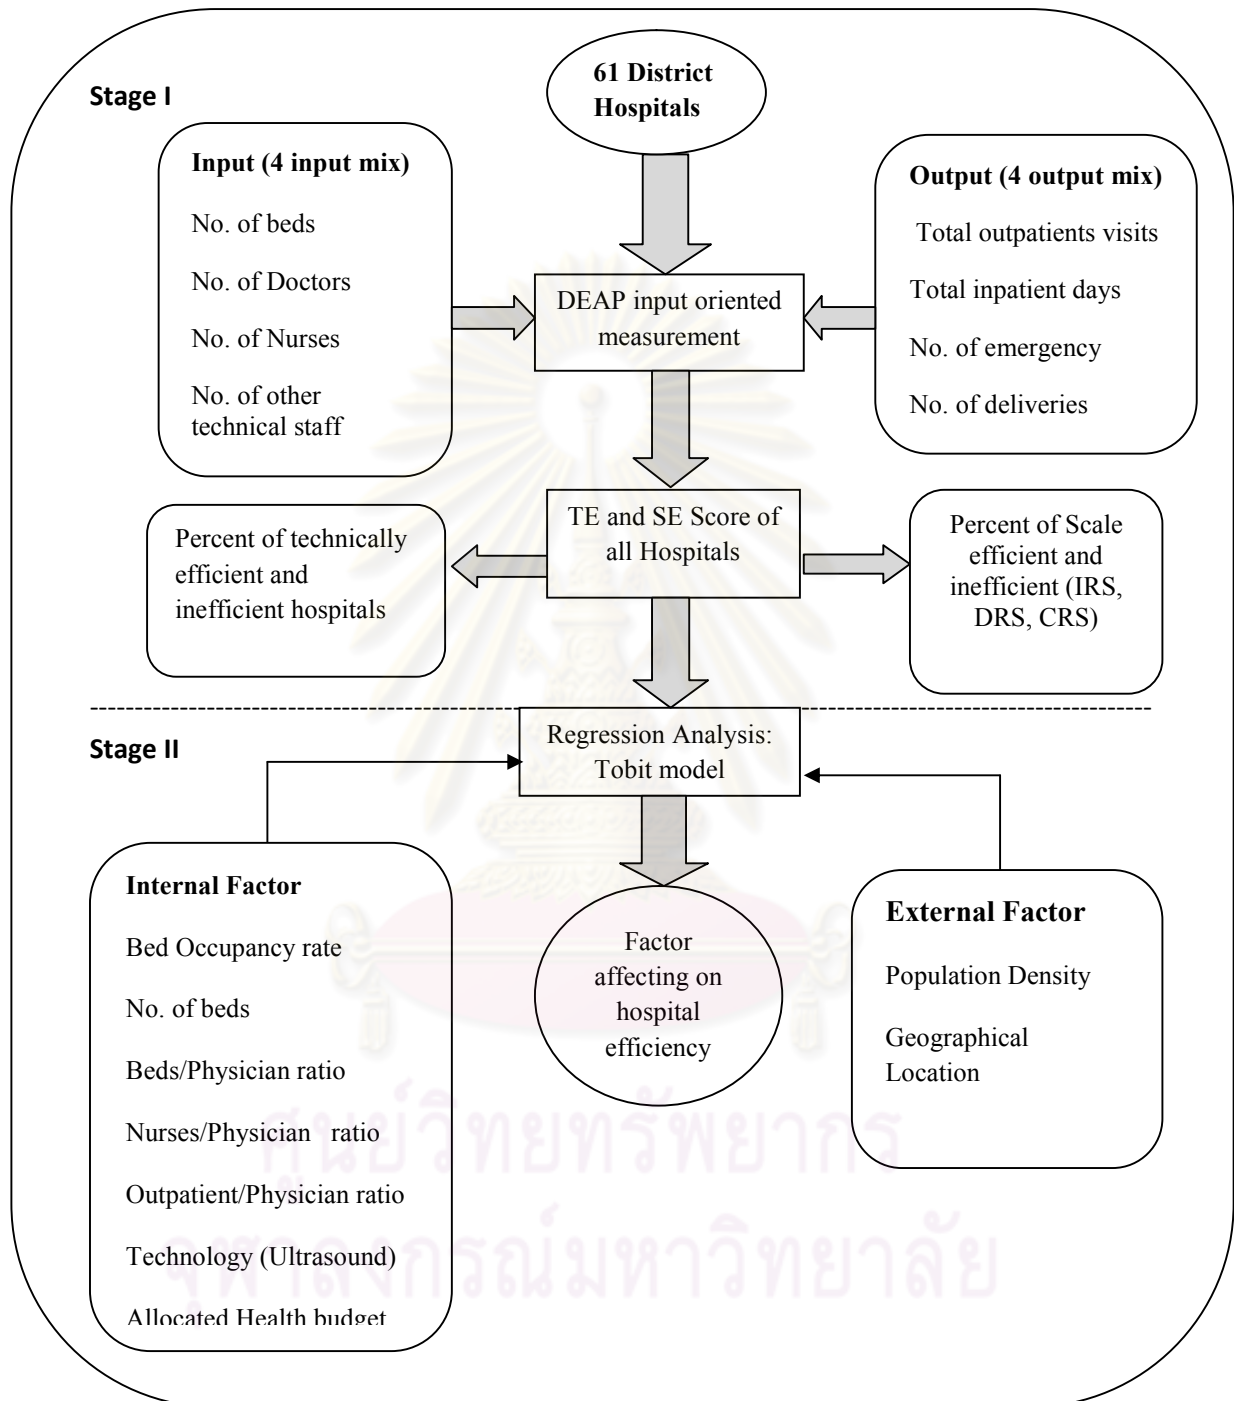 61 District
Hospitals
Stage I
Input (4 input mix)
No. of beds
No. of Doctors
No. of Nurses
No. of other
technical staff
Output (4 output mix)
Total outpatients visits
Total inpatient days
No. of emergency
No. of deliveries
DEAP input oriented
measurement
TE and SE Score of
all Hospitals
Percent of technically
efficient and
inefficient hospitals
Percent of Scale
efficient and
inefficient (IRS,
DRS, CRS)
Stage II
Regression Analysis:
Tobit model
Internal Factor
Bed Occupancy rate
No. of beds
Beds/Physician ratio
Nurses/Physician ratio
Outpatient/Physician ratio
Technology (Ultrasound)
Allocated Health budget
Factor
affecting on
hospital
efficiency
External Factor
Population Density
Geographical
Location
ศูนย์วิทยทรัพยากร
จุฬาลงกรณ์มหาวิทยาลัย